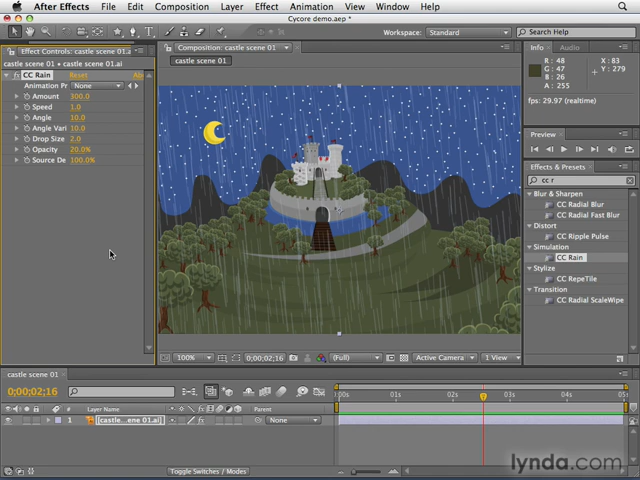 After Effects File Edit Composition Layer Effect Animation View Window Help
Cycore demo.aep *
Workspace: Standard
Effect Controls: castle scene 01.ai
castle scene 01 • castle scene 01.ai
fx CC Rain Reset
Animation Pr None
Amount 300.0
Speed 1.0
Angle 10.0
Angle Vari 10.0
Drop Size 2.0
Opacity 20.0%
Source De 100.0%
Composition: castle scene 01
castle scene 01
100% 0;00;02;16 (Full) Active Camera 1 View
Info Audio
R : 48
G : 47
B : 26
A : 255
X : 83
Y : 279
fps: 29.97 (realtime)
Preview
Effects & Presets
cc r
Blur & Sharpen
CC Radial Blur
CC Radial Fast Blur
Distort
CC Ripple Pulse
Simulation
CC Rain
Stylize
CC RepeTile
Transition
CC Radial ScaleWipe
castle scene 01
0;00;02;16
# Layer Name Parent
1 [castle...ene 01.ai] None
:00s 01s 02s 03s 04s 05s
Toggle Switches / Modes
lynda.com